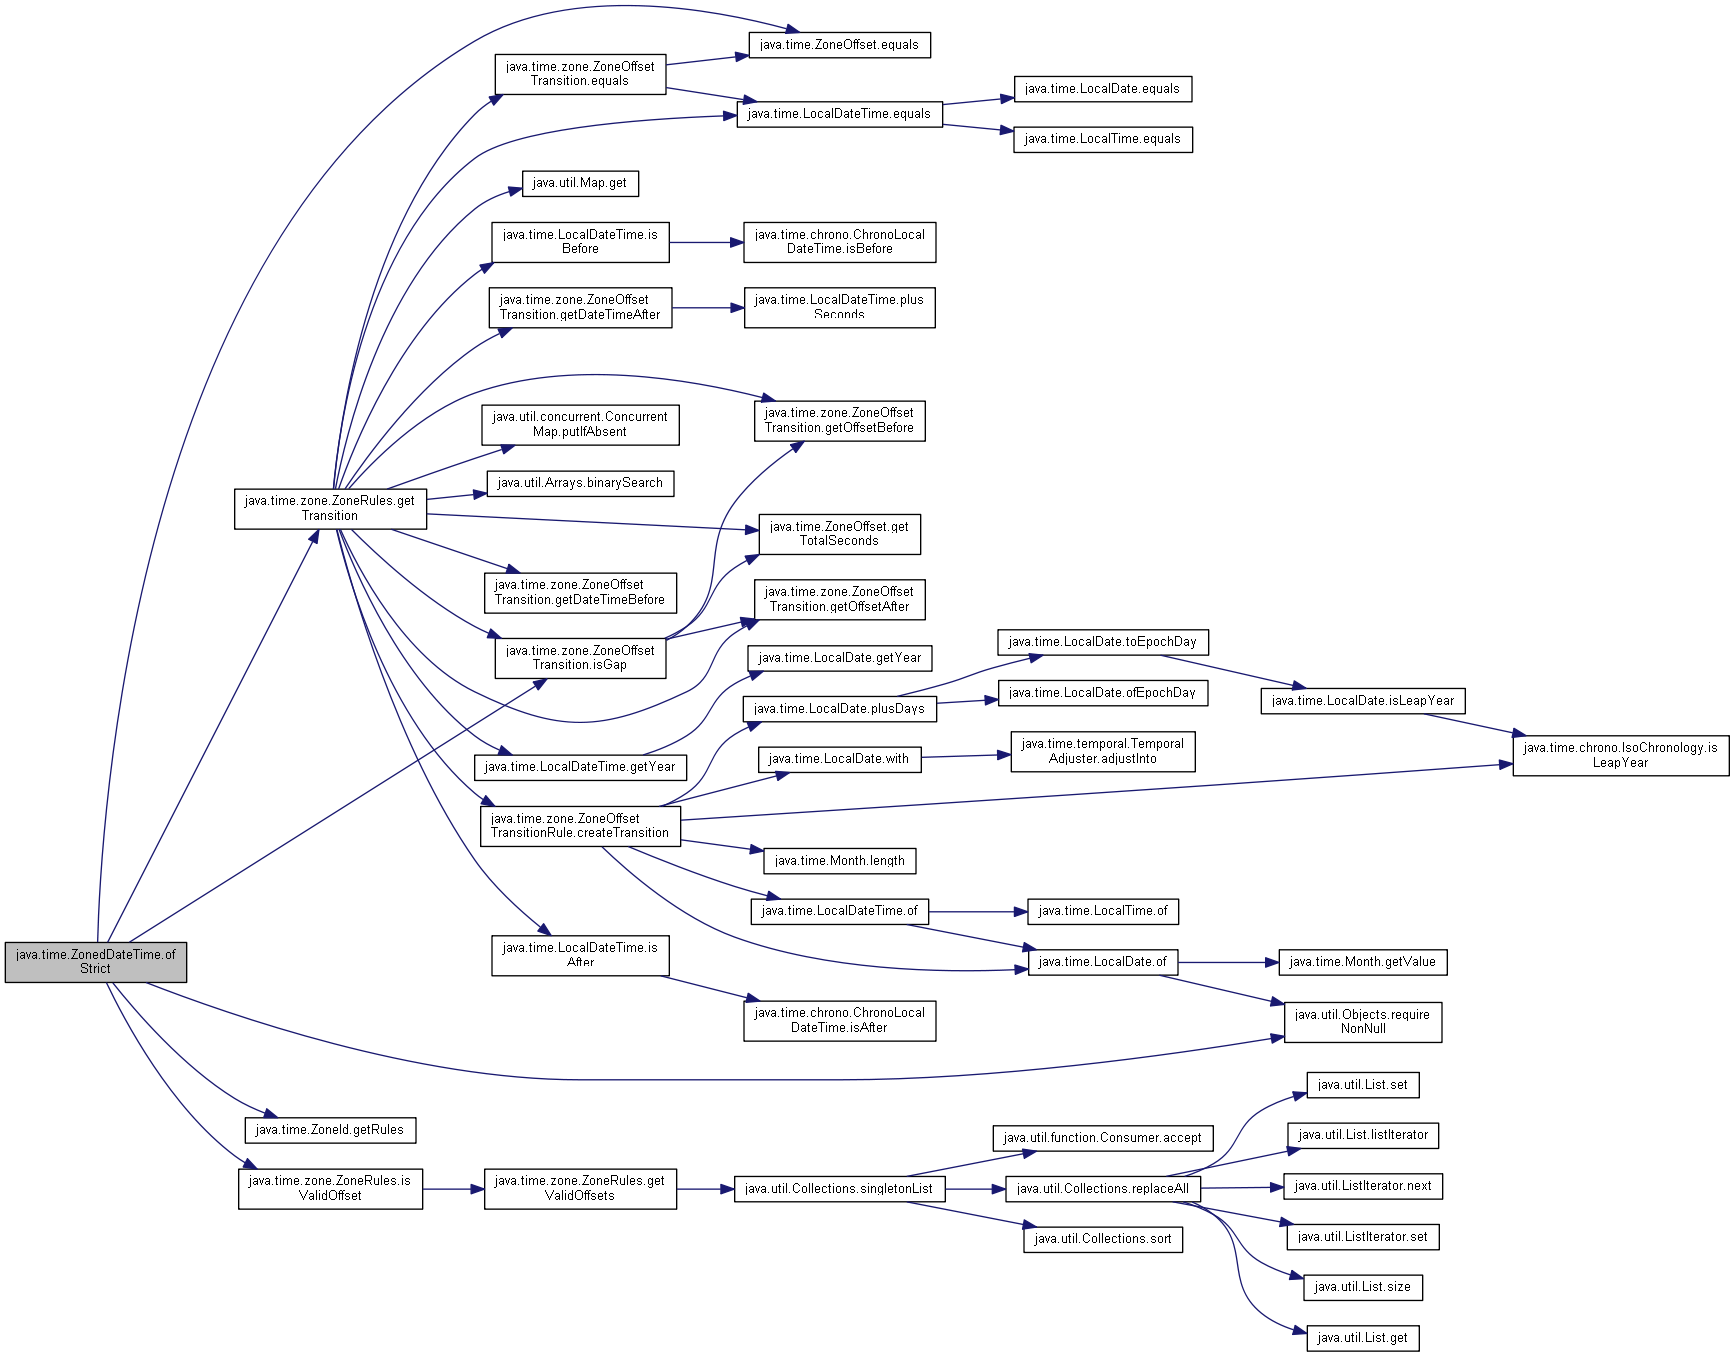 java.time.ZoneOffset.equals
java.time.zone.ZoneOffset
Transition.equals
java.time.LocalDate.equals
java.time.LocalDateTime.equals
java.time.LocalTime.equals
java.util.Map.get
java.time.LocalDateTime.is
Before
java.time.chrono.ChronoLocal
DateTime.isBefore
java.time.zone.ZoneOffset
Transition.getDateTimeAfter
java.time.LocalDateTime.plus
Seconds
java.util.concurrent.Concurrent
Map.putIfAbsent
java.time.zone.ZoneOffset
Transition.getOffsetBefore
java.util.Arrays.binarySearch
java.time.zone.ZoneRules.get
Transition
java.time.ZoneOffset.get
TotalSeconds
java.time.zone.ZoneOffset
Transition.getDateTimeBefore
java.time.zone.ZoneOffset
Transition.getOffsetAfter
java.time.zone.ZoneOffset
Transition.isGap
java.time.LocalDate.getYear
java.time.LocalDate.toEpochDay
java.time.LocalDate.plusDays
java.time.LocalDate.ofEpochDay
java.time.LocalDate.isLeapYear
java.time.LocalDateTime.getYear
java.time.LocalDate.with
java.time.temporal.Temporal
Adjuster.adjustInto
java.time.chrono.IsoChronology.is
LeapYear
java.time.zone.ZoneOffset
TransitionRule.createTransition
java.time.Month.length
java.time.LocalDateTime.of
java.time.LocalTime.of
java.time.ZonedDateTime.of
Strict
java.time.LocalDateTime.is
After
java.time.LocalDate.of
java.time.Month.getValue
java.time.chrono.ChronoLocal
DateTime.isAfter
java.util.Objects.require
NonNull
java.time.ZoneId.getRules
java.util.List.set
java.util.function.Consumer.accept
java.util.List.listIterator
java.time.zone.ZoneRules.is
ValidOffset
java.time.zone.ZoneRules.get
ValidOffsets
java.util.Collections.singletonList
java.util.Collections.replaceAll
java.util.ListIterator.next
java.util.Collections.sort
java.util.ListIterator.set
java.util.List.size
java.util.List.get